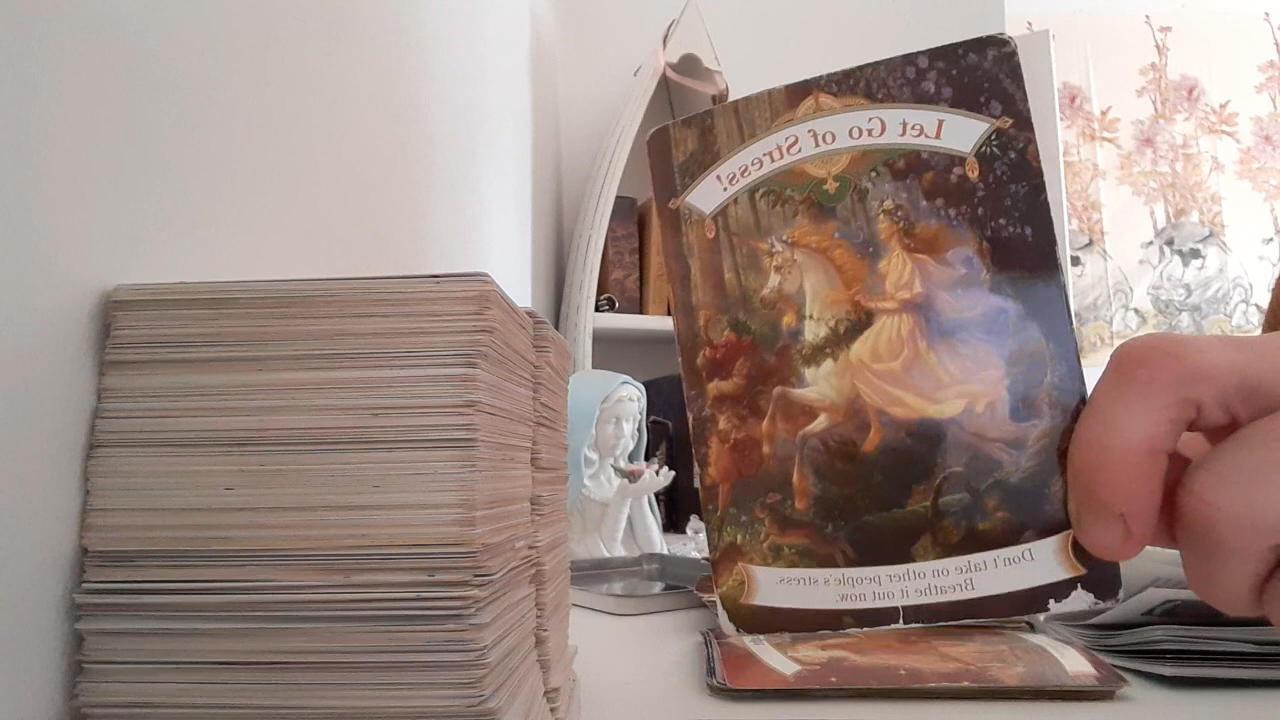 Let Go of Stress!
Don't take on other people's stress.
Breathe it out now.